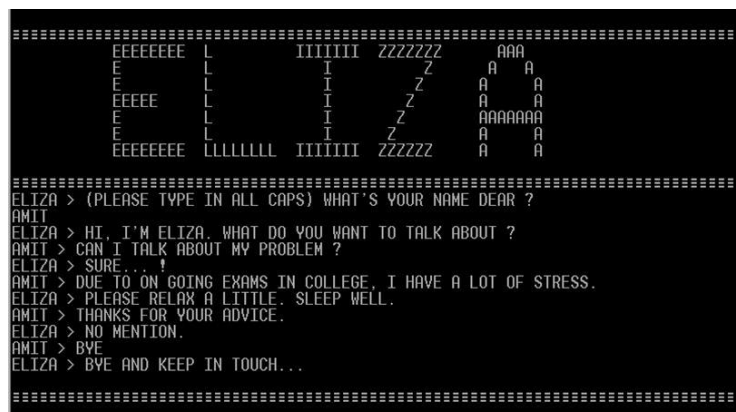 ================================================================================
EEEEEEEE L IIIIIII ZZZZZZZ AAA
E L I Z A A
E L I Z A A
EEEEE L I Z A A
E L I Z AAAAAAA
E L I Z A A
EEEEEEEE LLLLLLLL IIIIIII ZZZZZZ A A
================================================================================
ELIZA > (PLEASE TYPE IN ALL CAPS) WHAT'S YOUR NAME DEAR ?
AMIT
ELIZA > HI, I'M ELIZA. WHAT DO YOU WANT TO TALK ABOUT ?
AMIT > CAN I TALK ABOUT MY PROBLEM ?
ELIZA > SURE... !
AMIT > DUE TO ON GOING EXAMS IN COLLEGE, I HAVE A LOT OF STRESS.
ELIZA > PLEASE RELAX A LITTLE. SLEEP WELL.
AMIT > THANKS FOR YOUR ADVICE.
ELIZA > NO MENTION.
AMIT > BYE
ELIZA > BYE AND KEEP IN TOUCH...
================================================================================